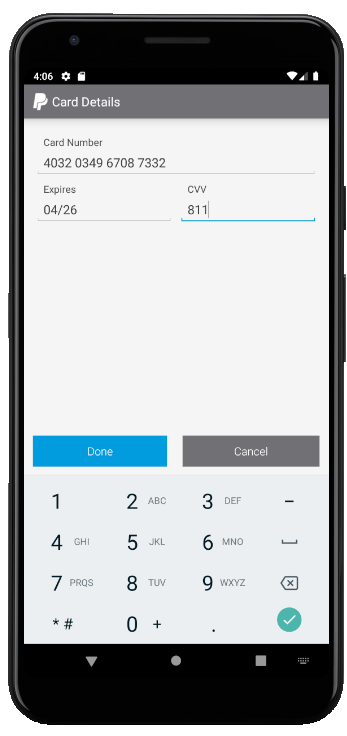 4:06
Card Details
Card Number
4032 0349 6708 7332
Expires CVV
04/26 811
Done Cancel
1 2 ABC 3 DEF -
4 GHI 5 JKL 6 MNO
7 PRQS 8 TUV 9 WXYZ
* # 0 + .